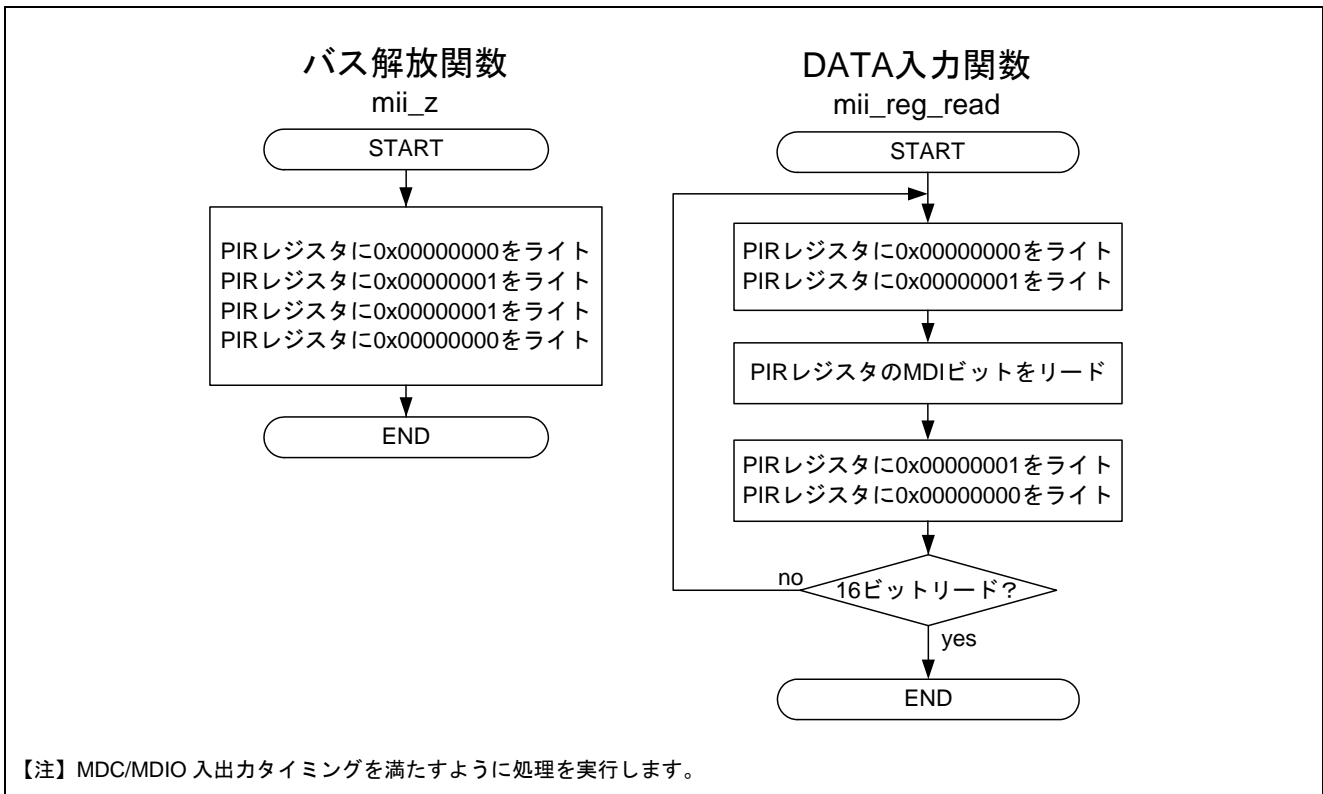 バス解放関数
mii_z
START
PIRレジスタに0x00000000をライト
PIRレジスタに0x00000001をライト
PIRレジスタに0x00000001をライト
PIRレジスタに0x00000000をライト
END
DATA入力関数
mii_reg_read
START
PIRレジスタに0x00000000をライト
PIRレジスタに0x00000001をライト
PIRレジスタのMDIビットをリード
PIRレジスタに0x00000001をライト
PIRレジスタに0x00000000をライト
no
16ビットリード？
yes
END
【注】MDC/MDIO 入出力タイミングを満たすように処理を実行します。